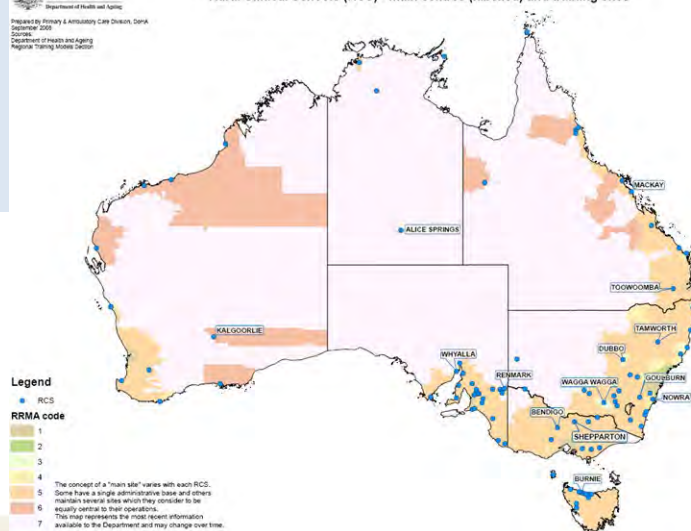 Department of Health and Ageing
Prepared by Primary & Ambulatory Care Division, DoHA
September 2008
Sources:
Department of Health and Ageing
Regional Training Models Section
MACKAY
ALICE SPRINGS
TOOWOOMBA
KALGOORLIE
TAMWORTH
WHYALLA
DUBBO
RENMARK
WAGGA WAGGA
GOULBURN
NOWRA
BENDIGO
SHEPPARTON
BURNIE
Legend
RCS
RRMA code
1
2
3
4
5
6
7
The concept of a "main site" varies with each RCS.
Some have a single administrative base and others
maintain several sites which they consider to be
equally central to their operations.
This map represents the most recent information
available to the Department and may change over time.